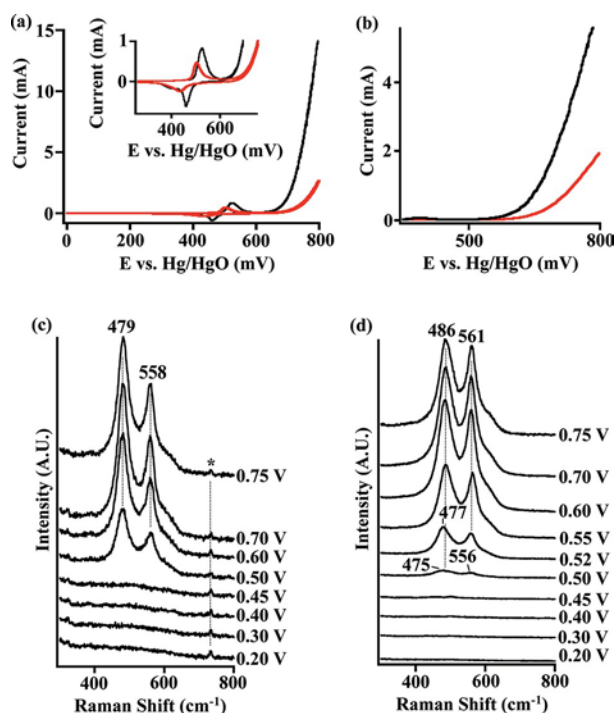 (a)
15
10
5
0
Current (mA)
0 200 400 600 800
E vs. Hg/HgO (mV)
1
0
Current (mA)
400 600
E vs. Hg/HgO (mV)
(b)
4
2
0
Current (mA)
500 800
E vs. Hg/HgO (mV)
(c)
479
558
*
0.75 V
0.70 V
0.60 V
0.50 V
0.45 V
0.40 V
0.30 V
0.20 V
Intensity (A.U.)
400 600 800
Raman Shift (cm-1)
(d)
486 561
477
475 556
0.75 V
0.70 V
0.60 V
0.55 V
0.52 V
0.50 V
0.45 V
0.40 V
0.30 V
0.20 V
Intensity (A.U.)
400 600 800
Raman Shift (cm-1)